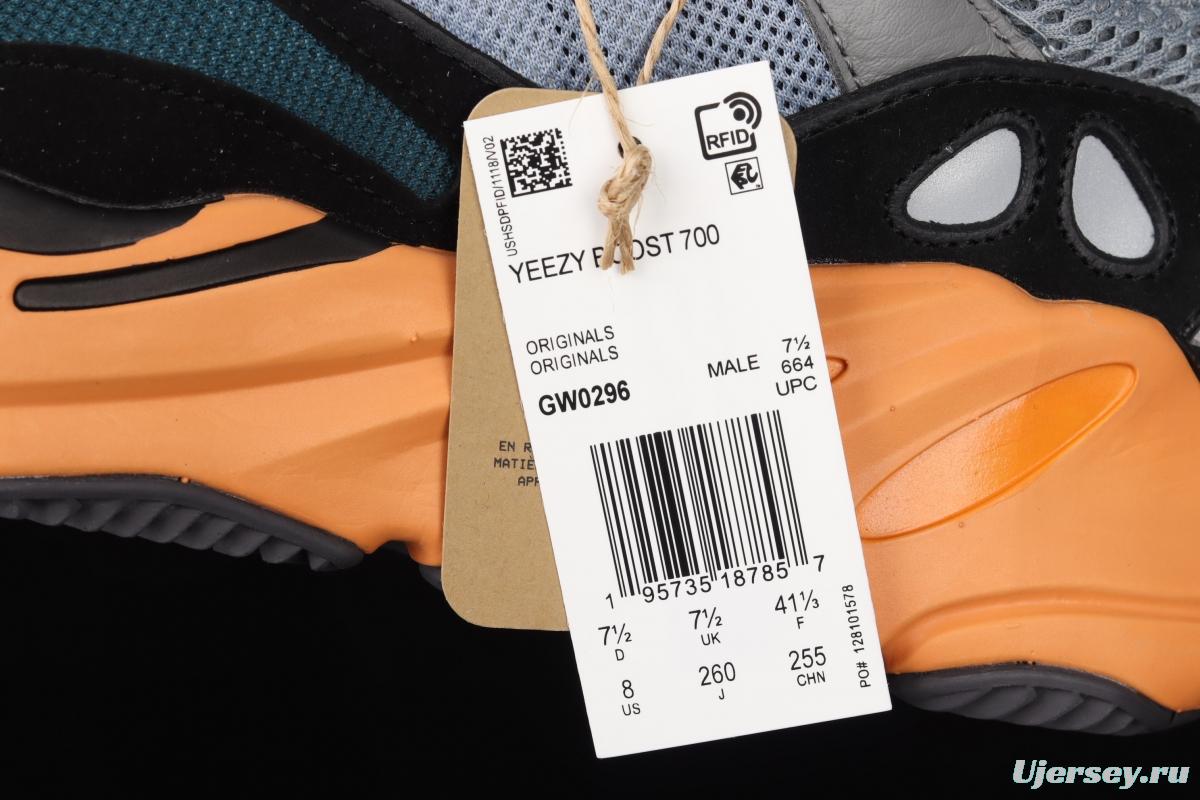 USHSDPFID/1118/V02
RFID
YEEZY BOOST 700
ORIGINALS
ORIGINALS
GW0296
MALE
7½
664
UPC
EN R
MATIÈ
APP
1 95735 18785 7
7½ D
7½ UK
41⅓ F
8 US
260 J
255 CHN
PO# 128101578
Ujersey.ru